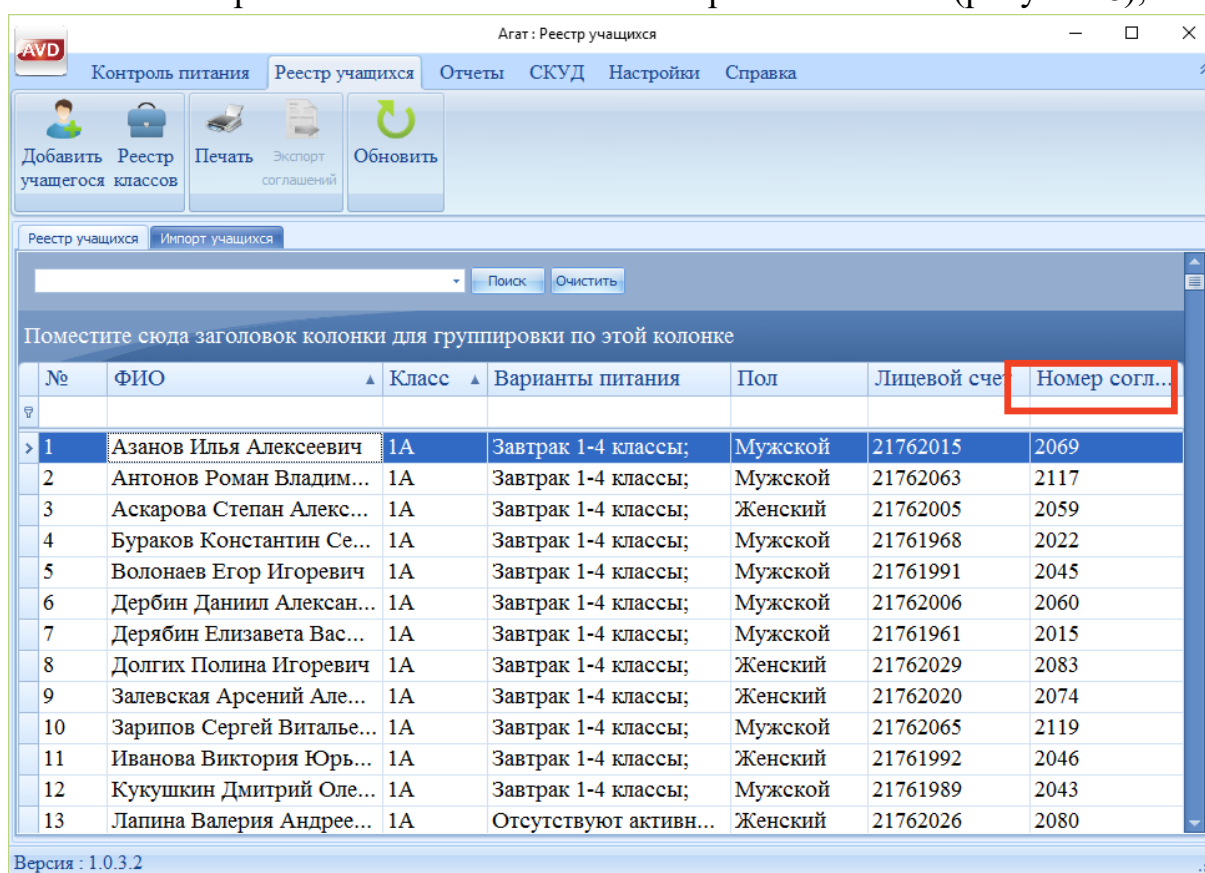 Агат : Реестр учащихся
AVD
Контроль питания Реестр учащихся Отчеты СКУД Настройки Справка
Добавить учащегося Реестр классов Печать Экспорт соглашений Обновить
Реестр учащихся Импорт учащихся
Поиск Очистить
Поместите сюда заголовок колонки для группировки по этой колонке
№ ФИО Класс Варианты питания Пол Лицевой счет Номер согл...
1 Азанов Илья Алексеевич 1А Завтрак 1-4 классы; Мужской 21762015 2069
2 Антонов Роман Владим... 1А Завтрак 1-4 классы; Мужской 21762063 2117
3 Аскарова Степан Алекс... 1А Завтрак 1-4 классы; Женский 21762005 2059
4 Бураков Константин Се... 1А Завтрак 1-4 классы; Мужской 21761968 2022
5 Волонаев Егор Игоревич 1А Завтрак 1-4 классы; Мужской 21761991 2045
6 Дербин Даниил Алексан... 1А Завтрак 1-4 классы; Мужской 21762006 2060
7 Дерябин Елизавета Вас... 1А Завтрак 1-4 классы; Мужской 21761961 2015
8 Долгих Полина Игоревич 1А Завтрак 1-4 классы; Женский 21762029 2083
9 Залевская Арсений Але... 1А Завтрак 1-4 классы; Женский 21762020 2074
10 Зарипов Сергей Виталье... 1А Завтрак 1-4 классы; Мужской 21762065 2119
11 Иванова Виктория Юрь... 1А Завтрак 1-4 классы; Женский 21761992 2046
12 Кукушкин Дмитрий Оле... 1А Завтрак 1-4 классы; Мужской 21761989 2043
13 Лапина Валерия Андрее... 1А Отсутствуют активн... Женский 21762026 2080
Версия : 1.0.3.2